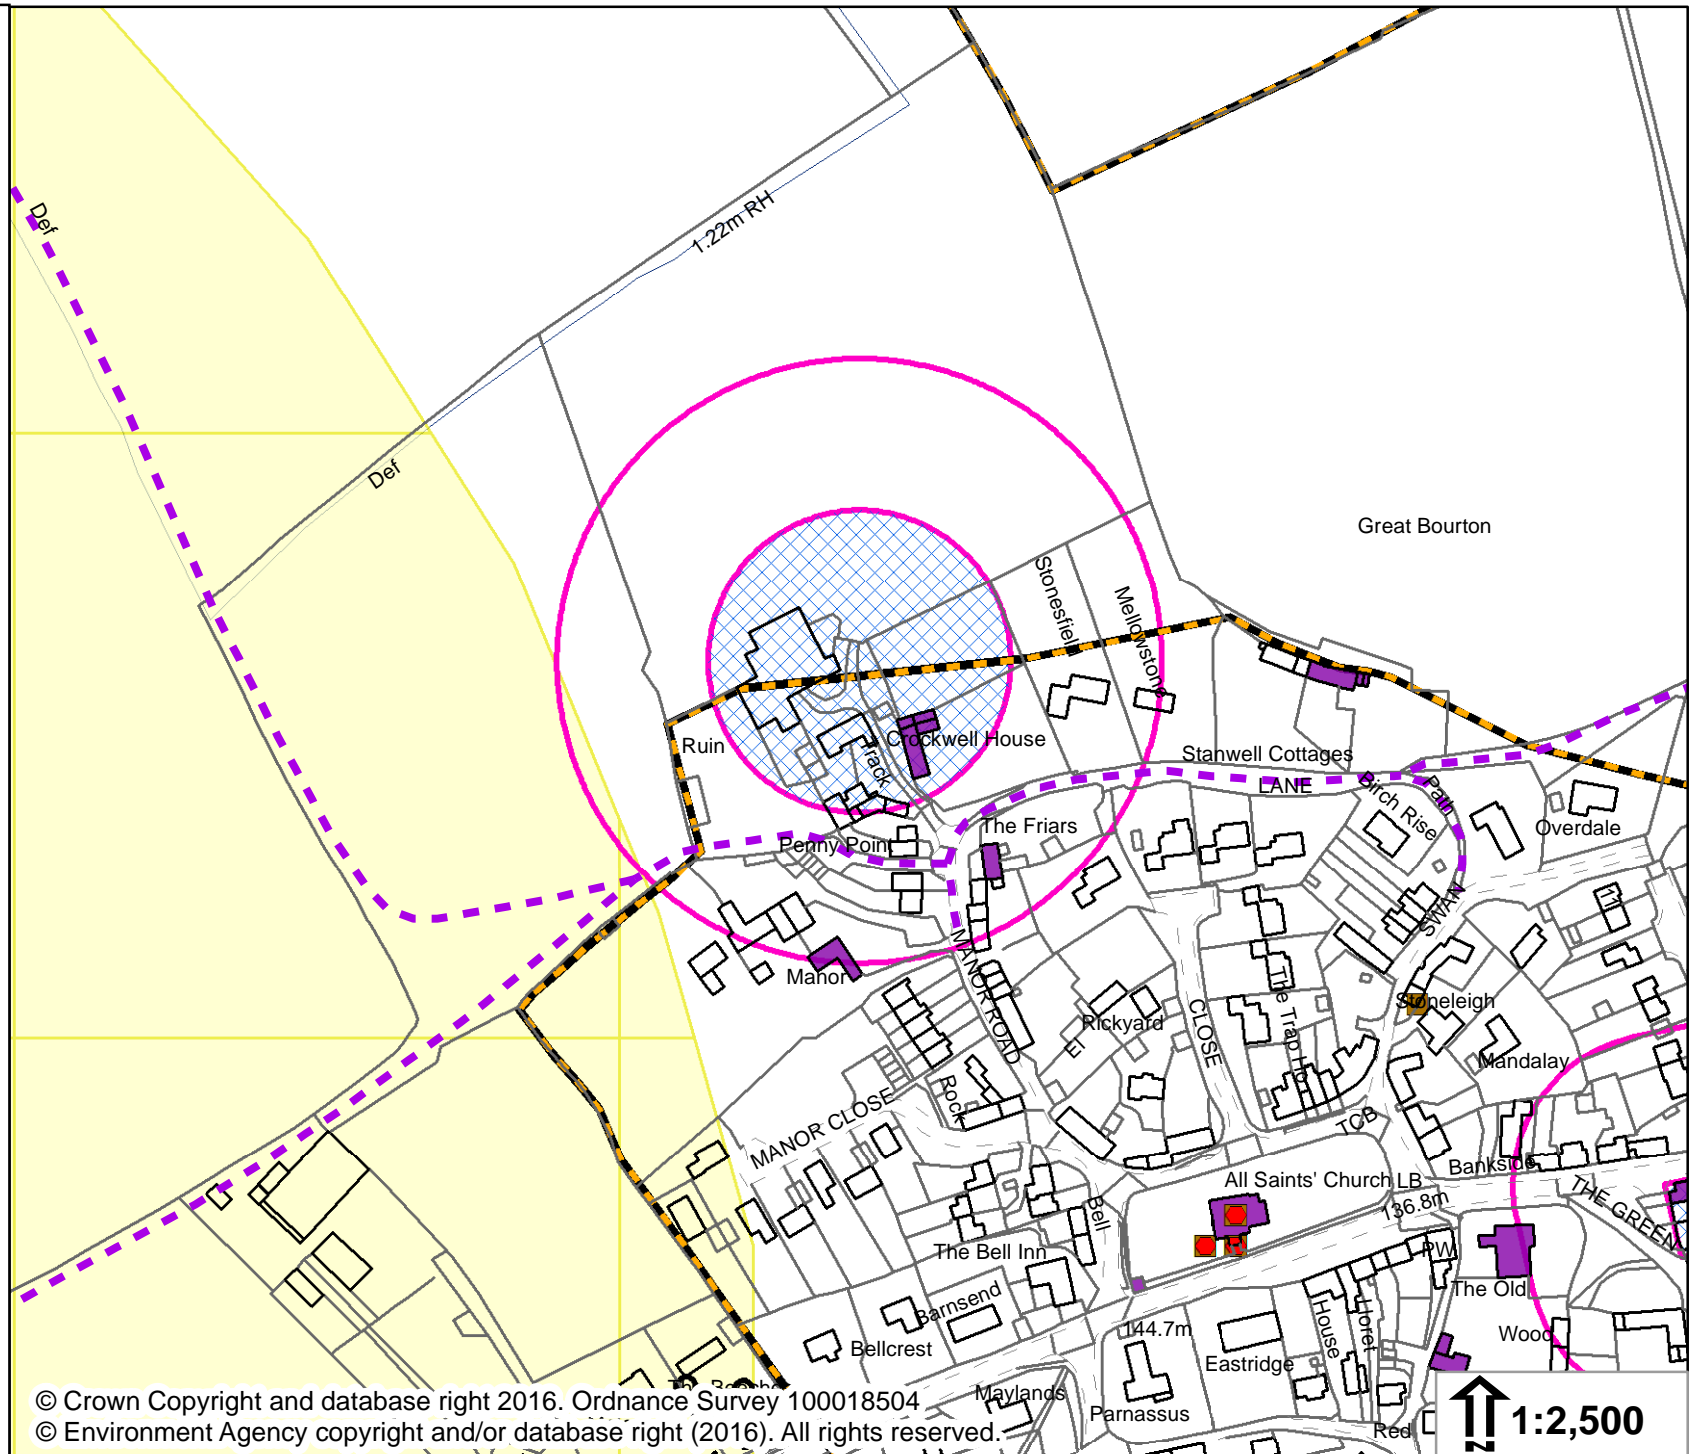 Def
1.22m RH
Def
Great Bourton
Stonesfield
Mellowstone
Ruin
Track
Crockwell House
Stanwell Cottages
LANE
Path
Birch Rise
The Friars
Overdale
Penny Point
11
SWAN
MANOR ROAD
Manor
Stoneleigh
Rickyard
El
CLOSE
The Trap Ho
Mandalay
Rock
MANOR CLOSE
TCB
Bankside
All Saints' Church LB
136.8m
THE GREEN
Bell
The Bell Inn
PW
The Old
Barnsend
144.7m
House
Horet
Wood
Bellcrest
Eastridge
Maylands
Parnassus
Red
© Crown Copyright and database right 2016. Ordnance Survey 100018504
© Environment Agency copyright and/or database right (2016). All rights reserved.
N
1:2,500